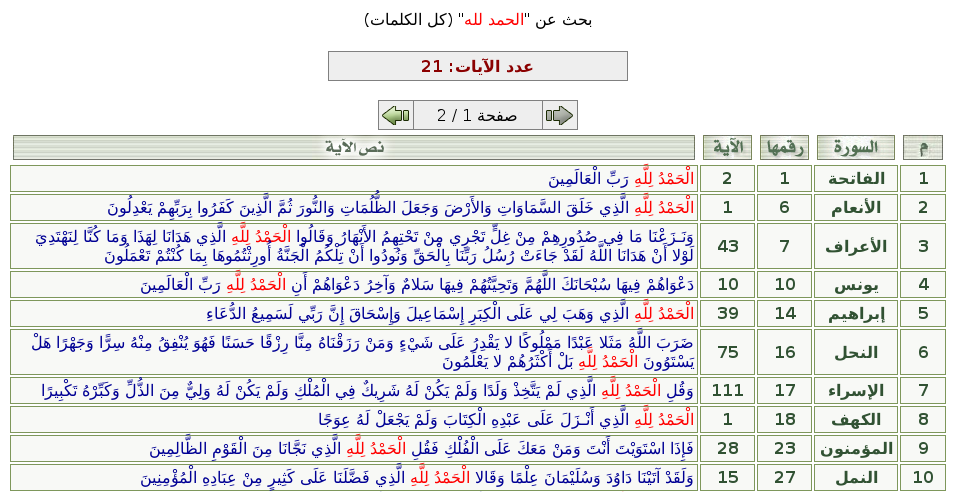 بحث عن "الحمد لله" (كل الكلمات)
عدد الآيات: 21
صفحة 1 / 2
م السورة رقمها الآية نص الآية
1 الفاتحة 1 2 الْحَمْدُ لِلَّهِ رَبِّ الْعَالَمِينَ
2 الأنعام 6 1 الْحَمْدُ لِلَّهِ الَّذِي خَلَقَ السَّمَاوَاتِ وَالأَرْضَ وَجَعَلَ الظُّلُمَاتِ وَالنُّورَ ثُمَّ الَّذِينَ كَفَرُوا بِرَبِّهِمْ يَعْدِلُونَ
3 الأعراف 7 43 وَنَـزَعْنَا مَا فِي صُدُورِهِمْ مِنْ غِلٍّ تَجْرِي مِنْ تَحْتِهِمُ الأَنْهَارُ وَقَالُوا الْحَمْدُ لِلَّهِ الَّذِي هَدَانَا لِهَذَا وَمَا كُنَّا لِنَهْتَدِيَ
لَوْلا أَنْ هَدَانَا اللَّهُ لَقَدْ جَاءَتْ رُسُلُ رَبِّنَا بِالْحَقِّ وَنُودُوا أَنْ تِلْكُمُ الْجَنَّةُ أُورِثْتُمُوهَا بِمَا كُنْتُمْ تَعْمَلُونَ
4 يونس 10 10 دَعْوَاهُمْ فِيهَا سُبْحَانَكَ اللَّهُمَّ وَتَحِيَّتُهُمْ فِيهَا سَلامٌ وَآخِرُ دَعْوَاهُمْ أَنِ الْحَمْدُ لِلَّهِ رَبِّ الْعَالَمِينَ
5 إبراهيم 14 39 الْحَمْدُ لِلَّهِ الَّذِي وَهَبَ لِي عَلَى الْكِبَرِ إِسْمَاعِيلَ وَإِسْحَاقَ إِنَّ رَبِّي لَسَمِيعُ الدُّعَاءِ
6 النحل 16 75 ضَرَبَ اللَّهُ مَثَلا عَبْدًا مَمْلُوكًا لا يَقْدِرُ عَلَى شَيْءٍ وَمَنْ رَزَقْنَاهُ مِنَّا رِزْقًا حَسَنًا فَهُوَ يُنْفِقُ مِنْهُ سِرًّا وَجَهْرًا هَلْ
يَسْتَوُونَ الْحَمْدُ لِلَّهِ بَلْ أَكْثَرُهُمْ لا يَعْلَمُونَ
7 الإسراء 17 111 وَقُلِ الْحَمْدُ لِلَّهِ الَّذِي لَمْ يَتَّخِذْ وَلَدًا وَلَمْ يَكُنْ لَهُ شَرِيكٌ فِي الْمُلْكِ وَلَمْ يَكُنْ لَهُ وَلِيٌّ مِنَ الذُّلِّ وَكَبِّرْهُ تَكْبِيرًا
8 الكهف 18 1 الْحَمْدُ لِلَّهِ الَّذِي أَنْـزَلَ عَلَى عَبْدِهِ الْكِتَابَ وَلَمْ يَجْعَلْ لَهُ عِوَجًا
9 المؤمنون 23 28 فَإِذَا اسْتَوَيْتَ أَنْتَ وَمَنْ مَعَكَ عَلَى الْفُلْكِ فَقُلِ الْحَمْدُ لِلَّهِ الَّذِي نَجَّانَا مِنَ الْقَوْمِ الظَّالِمِينَ
10 النمل 27 15 وَلَقَدْ آتَيْنَا دَاوُدَ وَسُلَيْمَانَ عِلْمًا وَقَالا الْحَمْدُ لِلَّهِ الَّذِي فَضَّلَنَا عَلَى كَثِيرٍ مِنْ عِبَادِهِ الْمُؤْمِنِينَ